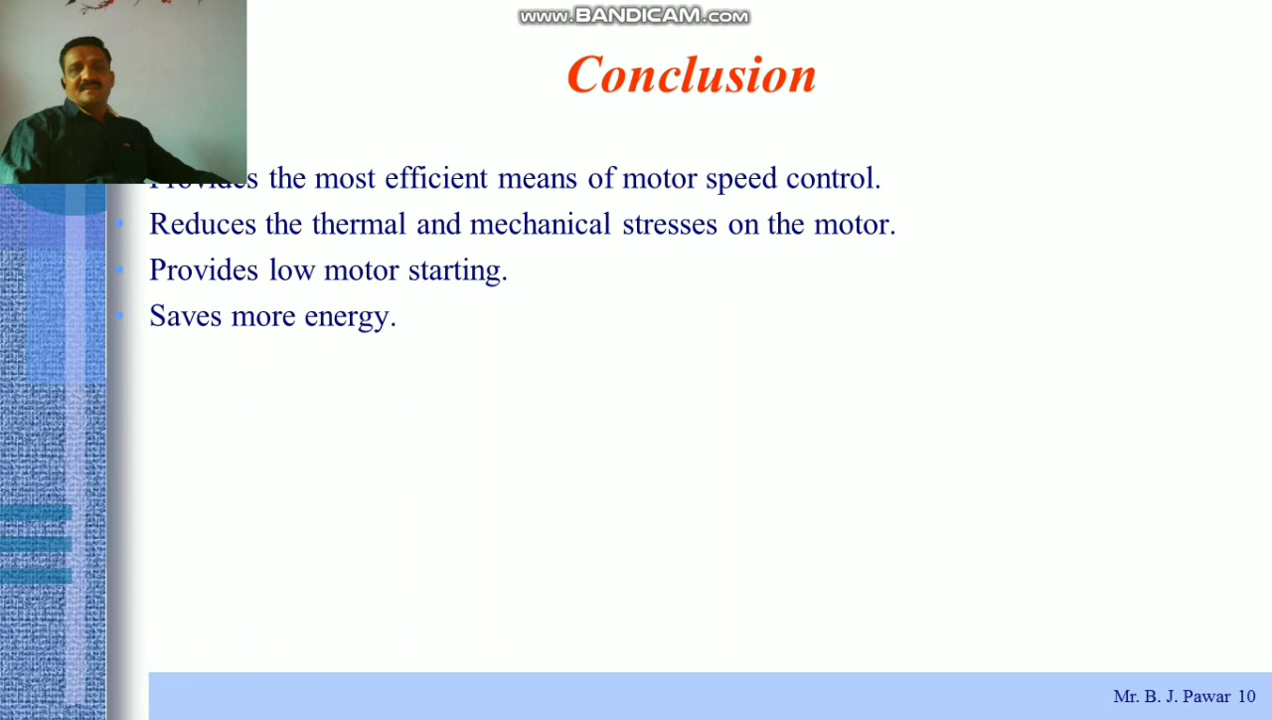 www.BANDICAM.com
Conclusion
Provides the most efficient means of motor speed control.
Reduces the thermal and mechanical stresses on the motor.
Provides low motor starting.
Saves more energy.
Mr. B. J. Pawar 10